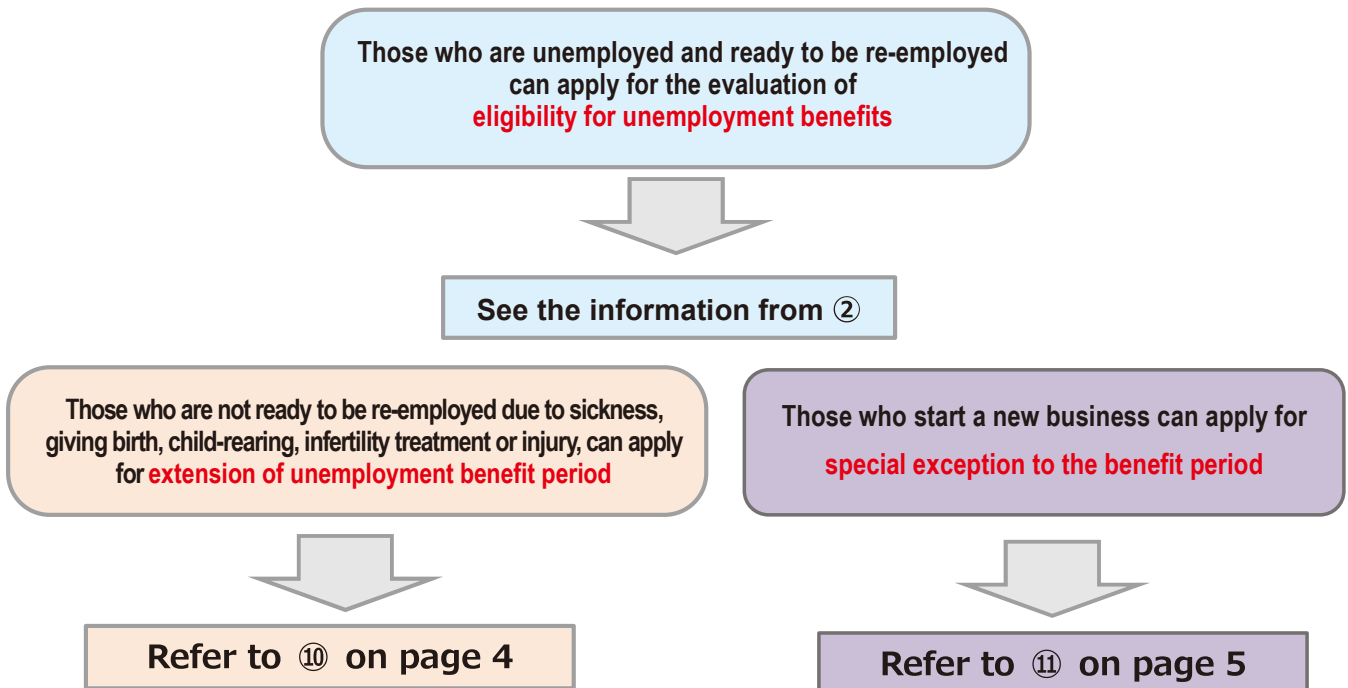 Those who are unemployed and ready to be re-employed
can apply for the evaluation of
eligibility for unemployment benefits
See the information from ②
Those who are not ready to be re-employed due to sickness,
giving birth, child-rearing, infertility treatment or injury, can apply
for extension of unemployment benefit period
Those who start a new business can apply for
special exception to the benefit period
Refer to ⑩ on page 4
Refer to ⑪ on page 5